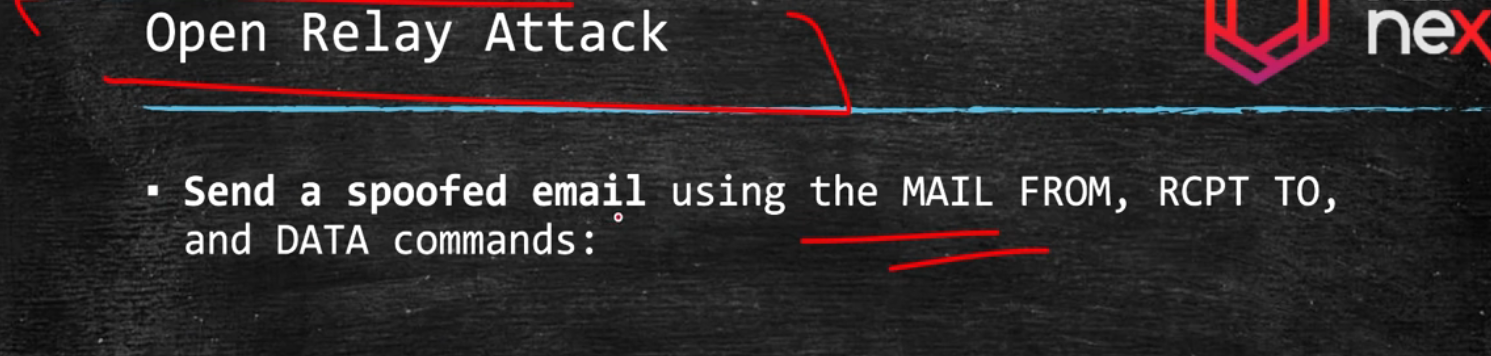 Open Relay Attack
nex
▪ Send a spoofed email using the MAIL FROM, RCPT TO,
and DATA commands: